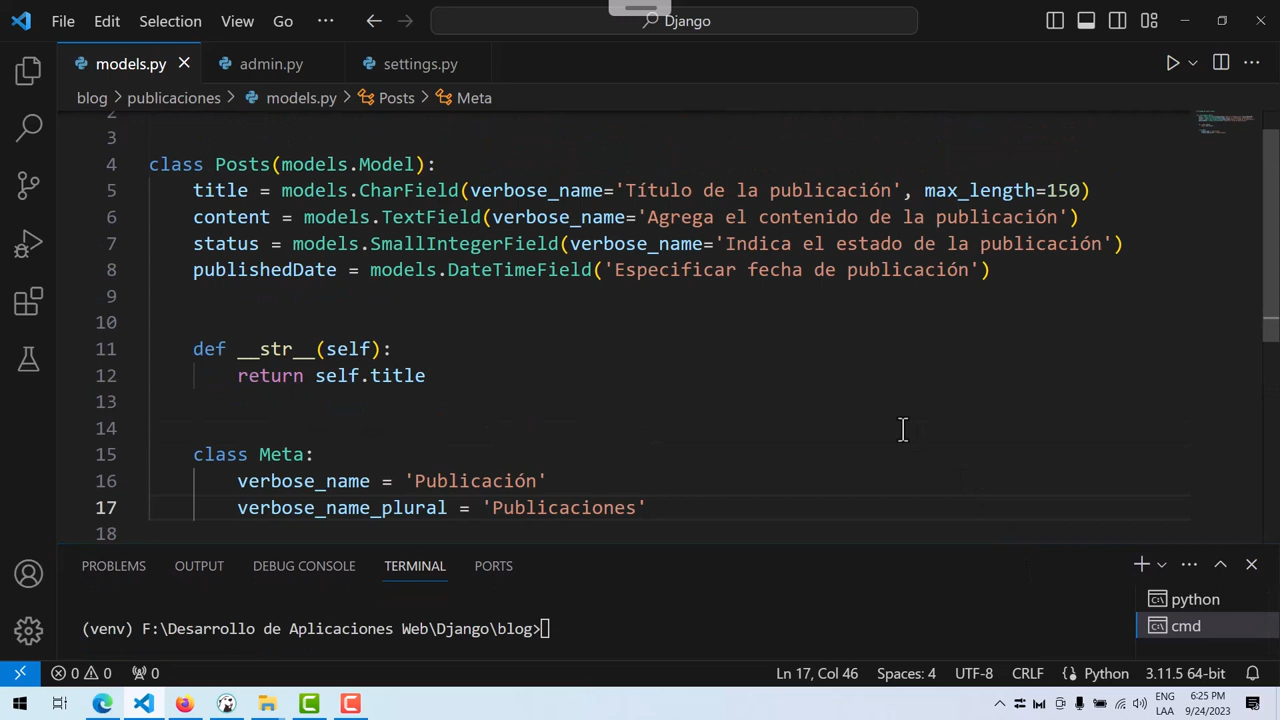 File Edit Selection View Go ··· Django
models.py admin.py settings.py
blog > publicaciones > models.py > Posts > Meta
2
3
4 class Posts(models.Model):
5 title = models.CharField(verbose_name='Título de la publicación', max_length=150)
6 content = models.TextField(verbose_name='Agrega el contenido de la publicación')
7 status = models.SmallIntegerField(verbose_name='Indica el estado de la publicación')
8 publishedDate = models.DateTimeField('Especificar fecha de publicación')
9
10
11 def __str__(self):
12 return self.title
13
14
15 class Meta:
16 verbose_name = 'Publicación'
17 verbose_name_plural = 'Publicaciones'
18
PROBLEMS OUTPUT DEBUG CONSOLE TERMINAL PORTS
python
(venv) F:\Desarrollo de Aplicaciones Web\Django\blog>
cmd
0 0 0 Ln 17, Col 46 Spaces: 4 UTF-8 CRLF Python 3.11.5 64-bit
ENG 6:25 PM
LAA 9/24/2023